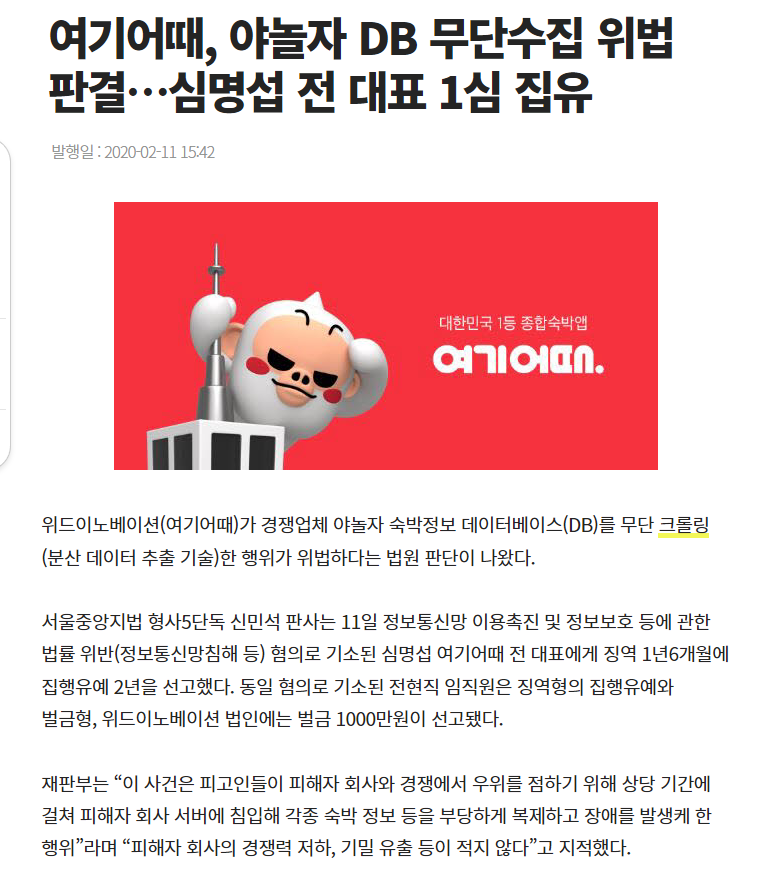 여기어때, 야놀자 DB 무단수집 위법
판결…심명섭 전 대표 1심 집유
발행일 : 2020-02-11 15:42
대한민국 1등 종합숙박앱
여기어때.
위드이노베이션(여기어때)가 경쟁업체 야놀자 숙박정보 데이터베이스(DB)를 무단 크롤링
(분산 데이터 추출 기술)한 행위가 위법하다는 법원 판단이 나왔다.
서울중앙지법 형사5단독 신민석 판사는 11일 정보통신망 이용촉진 및 정보보호 등에 관한
법률 위반(정보통신망침해 등) 혐의로 기소된 심명섭 여기어때 전 대표에게 징역 1년6개월에
집행유예 2년을 선고했다. 동일 혐의로 기소된 전현직 임직원은 징역형의 집행유예와
벌금형, 위드이노베이션 법인에는 벌금 1000만원이 선고됐다.
재판부는 “이 사건은 피고인들이 피해자 회사와 경쟁에서 우위를 점하기 위해 상당 기간에
걸쳐 피해자 회사 서버에 침입해 각종 숙박 정보 등을 부당하게 복제하고 장애를 발생케 한
행위”라며 “피해자 회사의 경쟁력 저하, 기밀 유출 등이 적지 않다”고 지적했다.